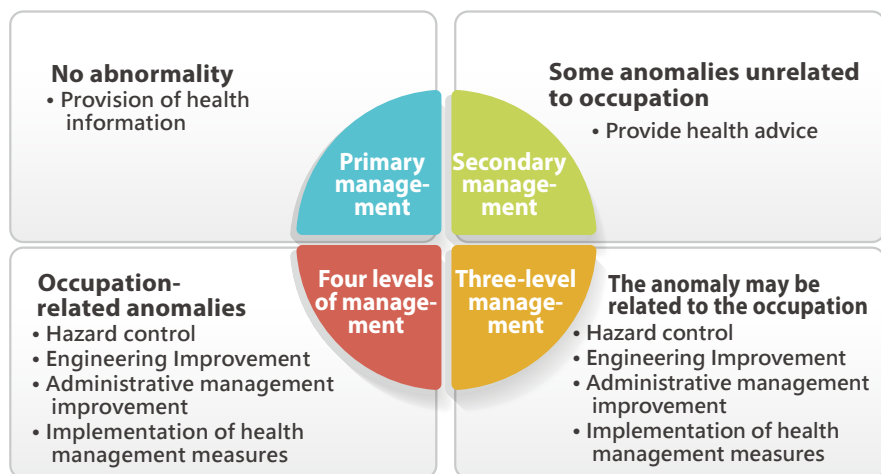 No abnormality
• Provision of health
information
Some anomalies unrelated
to occupation
• Provide health advice
Primary
manage-
ment
Secondary
manage-
ment
Four levels
of manage-
ment
Three-level
manage-
ment
Occupation-
related anomalies
• Hazard control
• Engineering Improvement
• Administrative management
improvement
• Implementation of health
management measures
The anomaly may be
related to the occupation
• Hazard control
• Engineering Improvement
• Administrative management
improvement
• Implementation of health
management measures